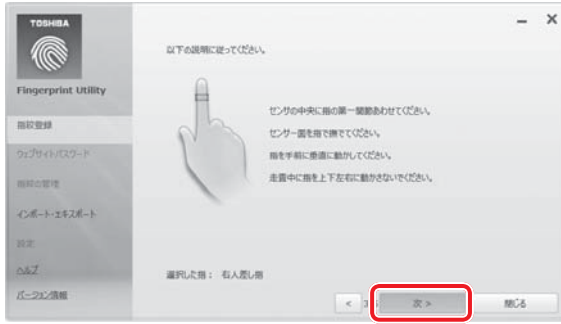 TOSHIBA
Fingerprint Utility
指紋登録
ウェブサイトパスワード
指紋の管理
インポート・エキスポート
設定
ヘルプ
バージョン情報
以下の説明に従ってください。
センサの中央に指の第一関節あわせてください。
センサー面を指で撫でてください。
指を手前に垂直に動かしてください。
走査中に指を上下左右に動かさないでください。
選択した指： 右人差し指
<
次 >
閉じる